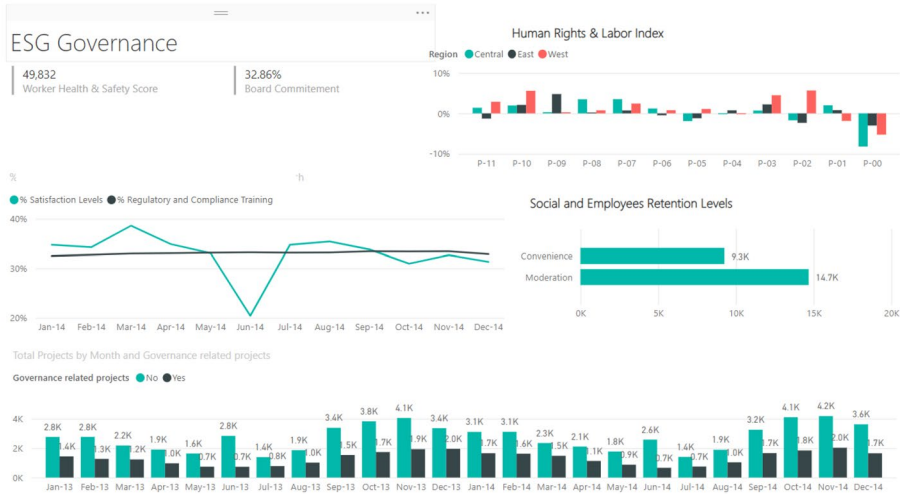 ESG Governance
49,832
Worker Health & Safety Score
32.86%
Board Commitement
Human Rights & Labor Index
Region Central East West
10%
0%
-10%
P-11 P-10 P-09 P-08 P-07 P-06 P-05 P-04 P-03 P-02 P-01 P-00
% Satisfaction Levels % Regulatory and Compliance Training
40%
30%
20%
Jan-14 Feb-14 Mar-14 Apr-14 May-14 Jun-14 Jul-14 Aug-14 Sep-14 Oct-14 Nov-14 Dec-14
Social and Employees Retention Levels
Convenience 9.3K
Moderation 14.7K
0K 5K 10K 15K 20K
Total Projects by Month and Governance related projects
Governance related projects No Yes
4K
2K
0K
2.8K 2.8K 2.2K 1.9K 1.6K 2.8K 1.4K 1.9K 3.4K 3.8K 4.1K 3.4K 3.1K 3.1K 2.3K 2.1K 1.8K 2.6K 1.4K 1.9K 3.2K 4.1K 4.2K 3.6K
1.4K 1.3K 1.2K 1.0K 0.7K 0.7K 0.8K 1.0K 1.5K 1.7K 1.9K 2.0K 1.7K 1.6K 1.5K 1.1K 0.9K 0.7K 0.7K 1.0K 1.7K 1.8K 2.0K 1.7K
Jan-13 Feb-13 Mar-13 Apr-13 May-13 Jun-13 Jul-13 Aug-13 Sep-13 Oct-13 Nov-13 Dec-13 Jan-14 Feb-14 Mar-14 Apr-14 May-14 Jun-14 Jul-14 Aug-14 Sep-14 Oct-14 Nov-14 Dec-14